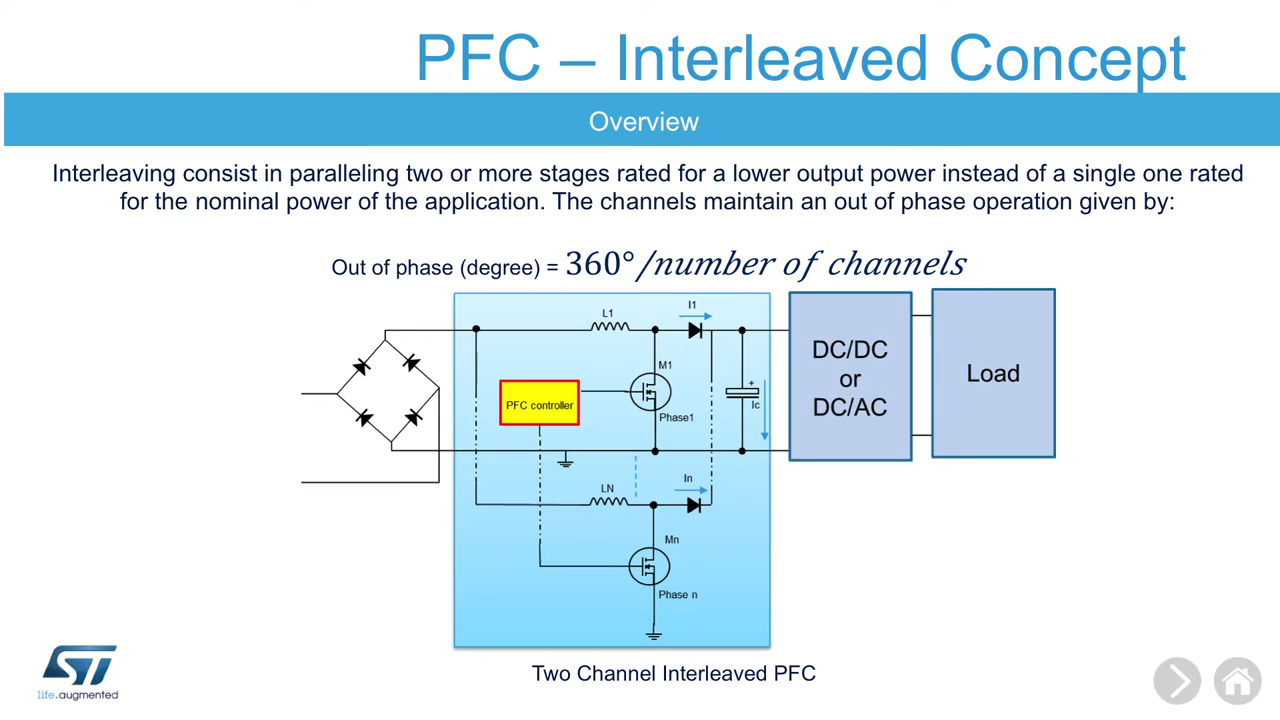 PFC – Interleaved Concept
Overview
Interleaving consist in paralleling two or more stages rated for a lower output power instead of a single one rated
for the nominal power of the application. The channels maintain an out of phase operation given by:
Out of phase (degree) = 360°/number of channels
L1
I1
M1
PFC controller
Phase1
+
Ic
DC/DC
or
DC/AC
Load
LN
In
Mn
Phase n
Two Channel Interleaved PFC
ST
life.augmented